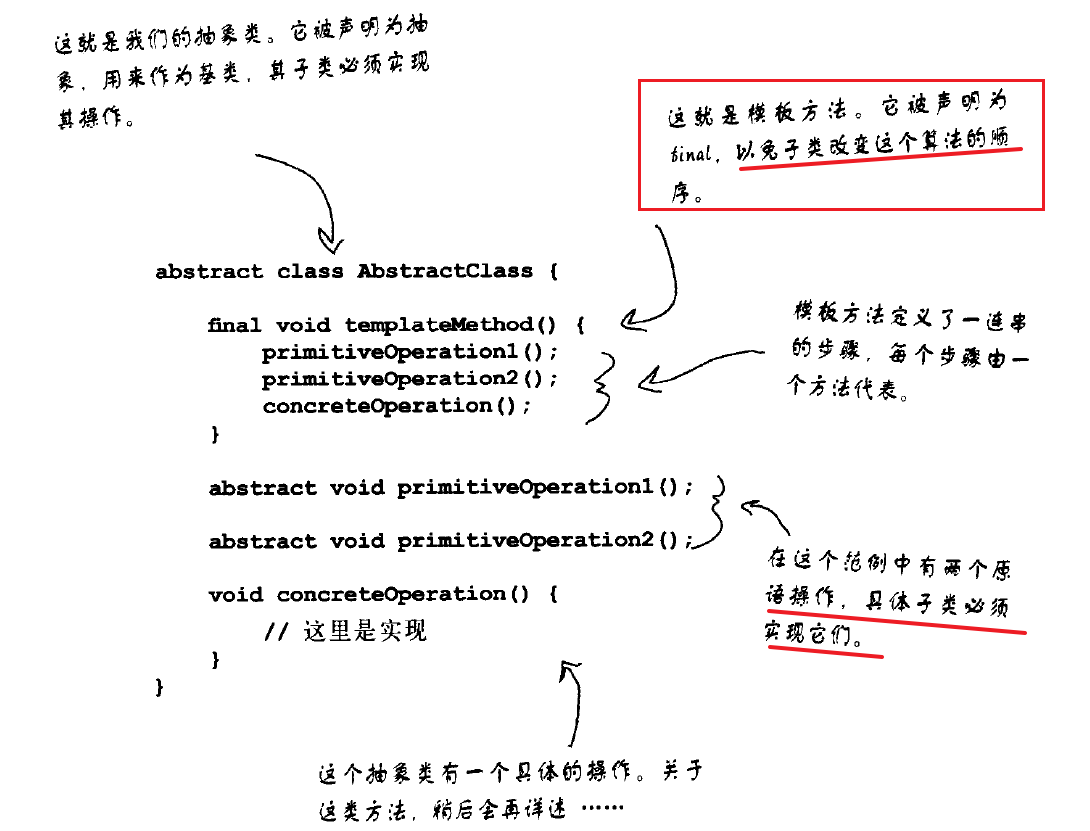 这就是我们的抽象类。它被声明为抽
象，用来作为基类，其子类必须实现
其操作。
这就是模板方法。它被声明为
final，以免子类改变这个算法的顺
序。
abstract class AbstractClass {
final void templateMethod() {
primitiveOperation1();
primitiveOperation2();
concreteOperation();
}
模板方法定义了一连串
的步骤，每个步骤由一
个方法代表。
abstract void primitiveOperation1();
abstract void primitiveOperation2();
在这个范例中有两个原
语操作，具体子类必须
实现它们。
void concreteOperation() {
// 这里是实现
}
}
这个抽象类有一个具体的操作。关于
这类方法，稍后会再详述 ……